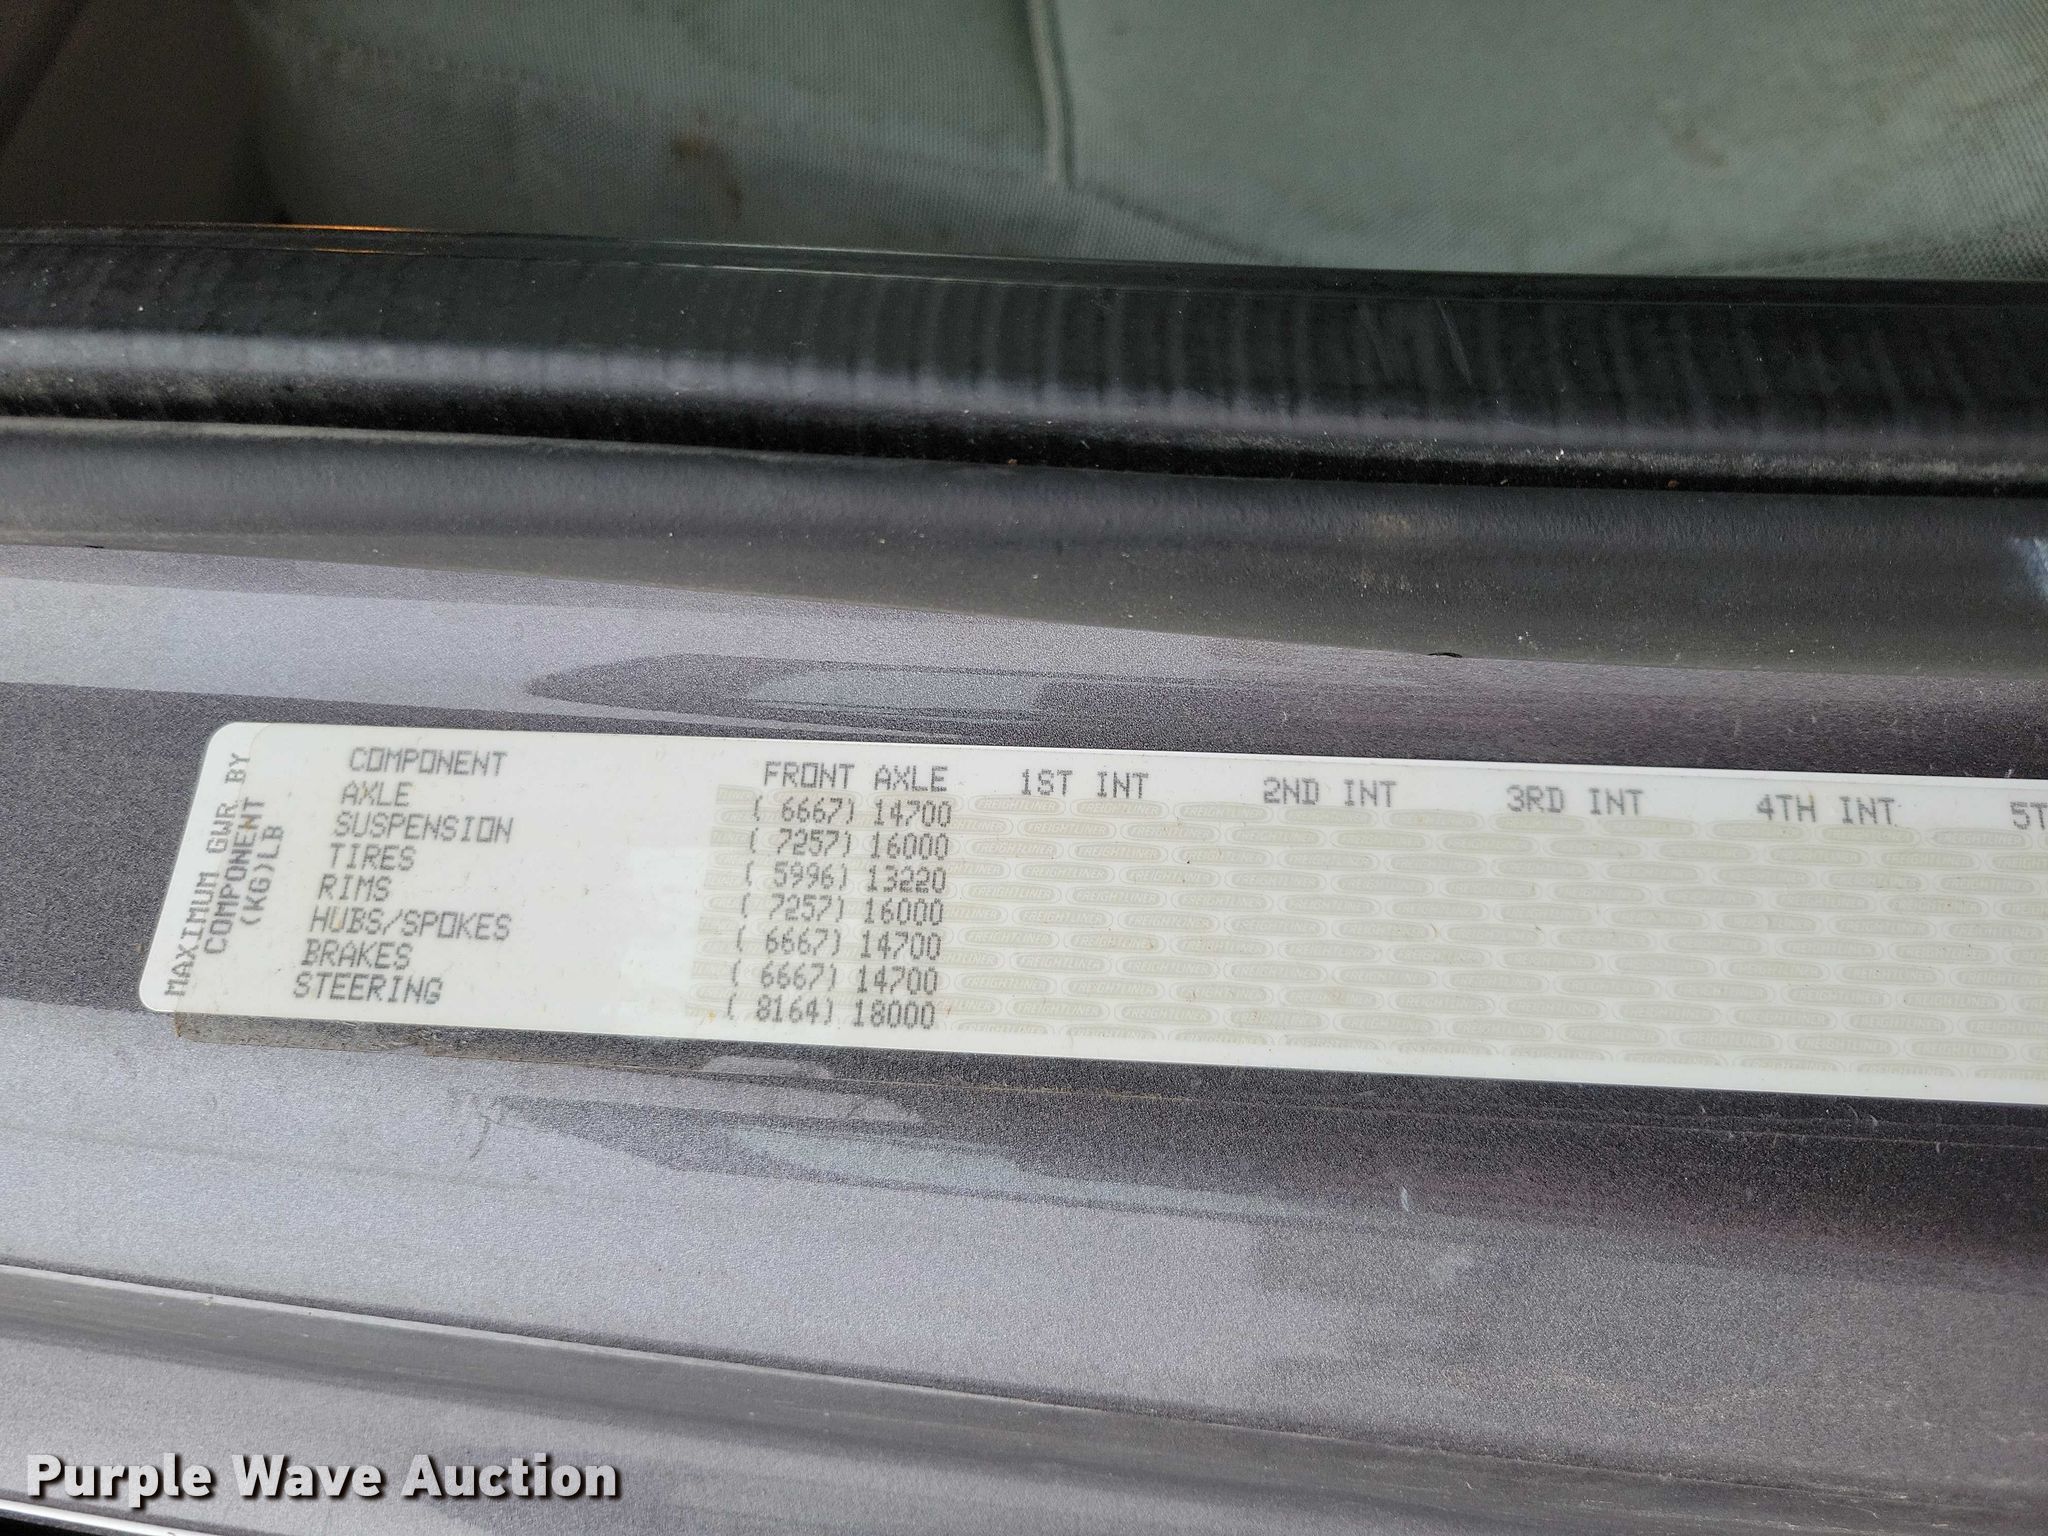 MAXIMUM GWR BY
COMPONENT
(KG)LB
COMPONENT FRONT AXLE 1ST INT 2ND INT 3RD INT 4TH INT 5T
AXLE ( 6667) 14700
SUSPENSION ( 7257) 16000
TIRES ( 5996) 13220
RIMS ( 7257) 16000
HUBS/SPOKES ( 6667) 14700
BRAKES ( 6667) 14700
STEERING ( 8164) 18000
FREIGHTLINER
Purple Wave Auction